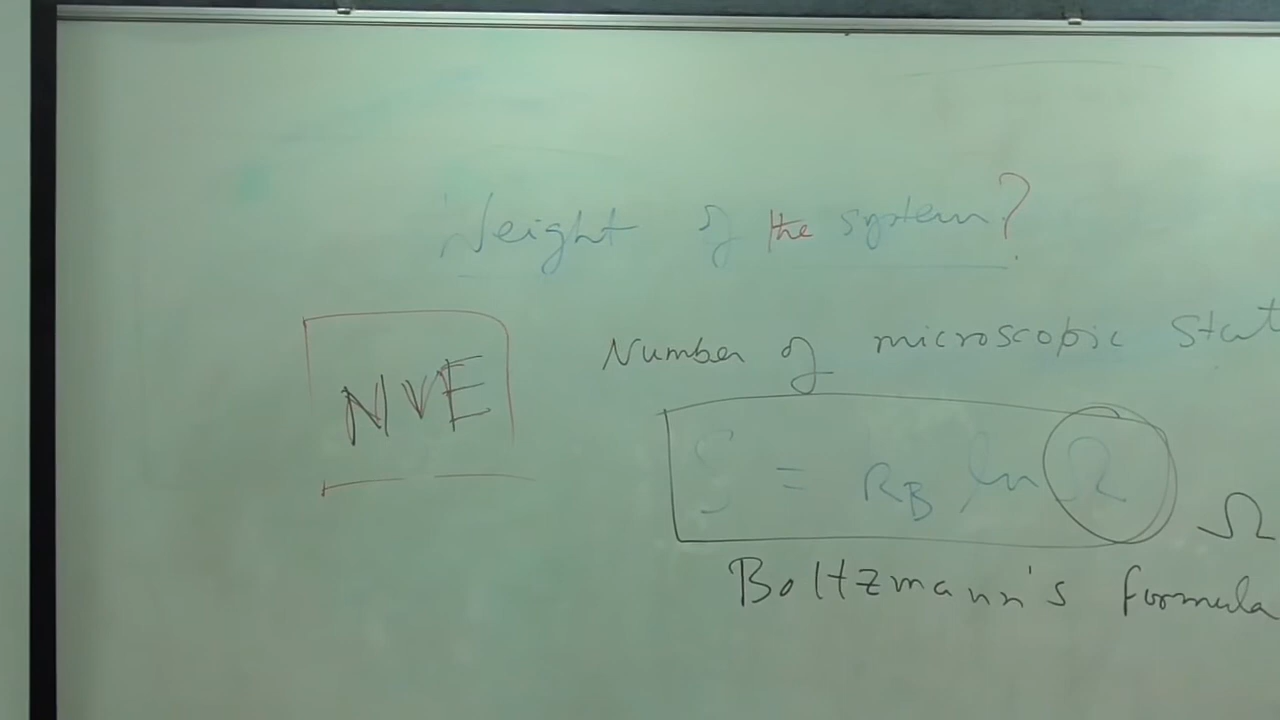 Weight of the system?
Number of microscopic Stat
NVE
S = kB ln Ω
Ω
Boltzmann's formula